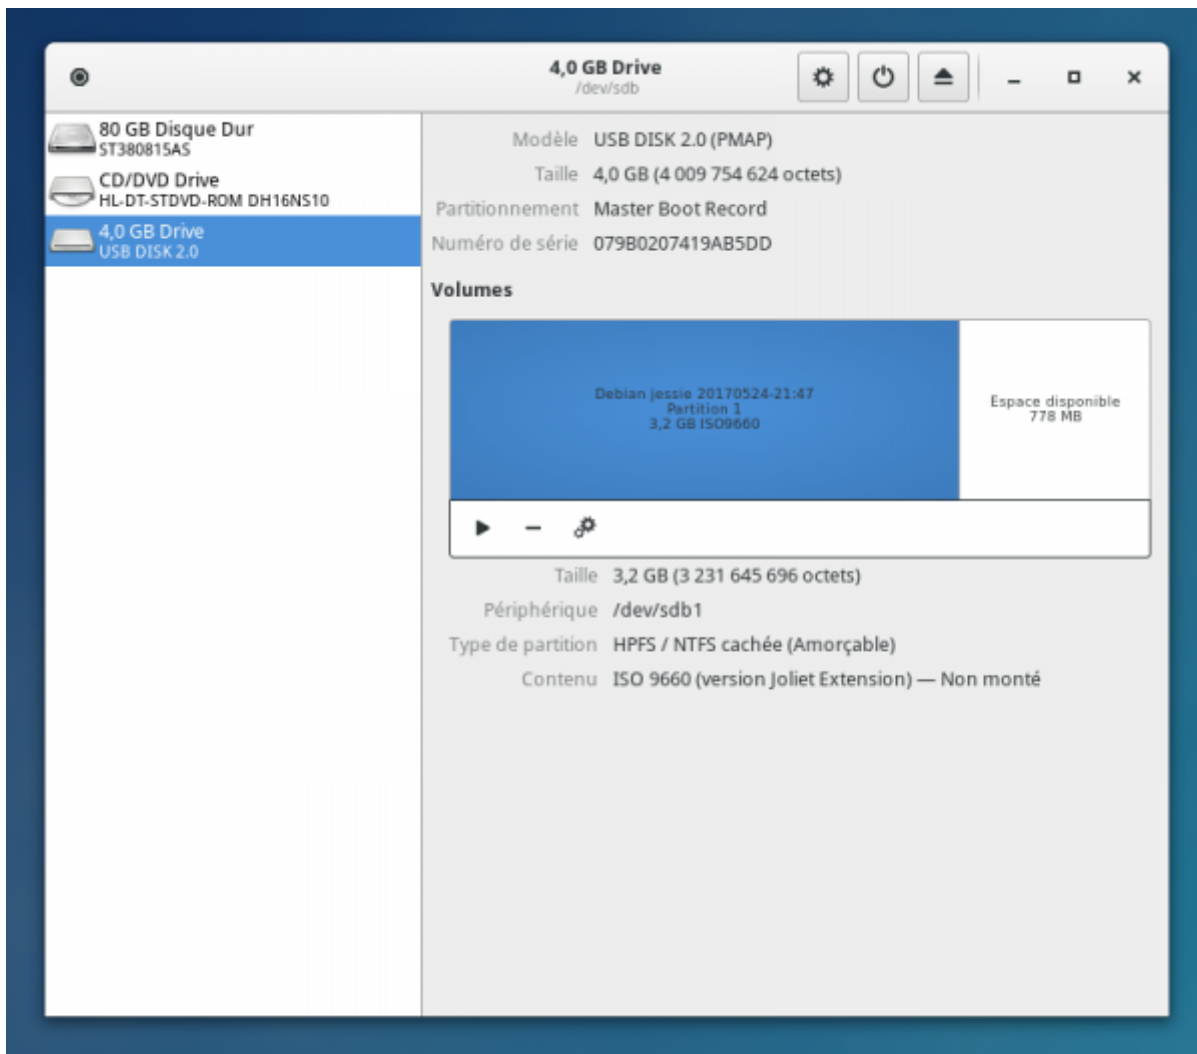 4,0 GB Drive
/dev/sdb
80 GB Disque Dur
ST380815AS
CD/DVD Drive
HL-DT-STDVD-ROM DH16NS10
4,0 GB Drive
USB DISK 2.0
Modèle USB DISK 2.0 (PMAP)
Taille 4,0 GB (4 009 754 624 octets)
Partitionnement Master Boot Record
Numéro de série 079B0207419AB5DD
Volumes
Debian jessie 20170524-21:47
Partition 1
3,2 GB ISO9660
Espace disponible
778 MB
Taille 3,2 GB (3 231 645 696 octets)
Périphérique /dev/sdb1
Type de partition HPFS / NTFS cachée (Amorçable)
Contenu ISO 9660 (version Joliet Extension) — Non monté